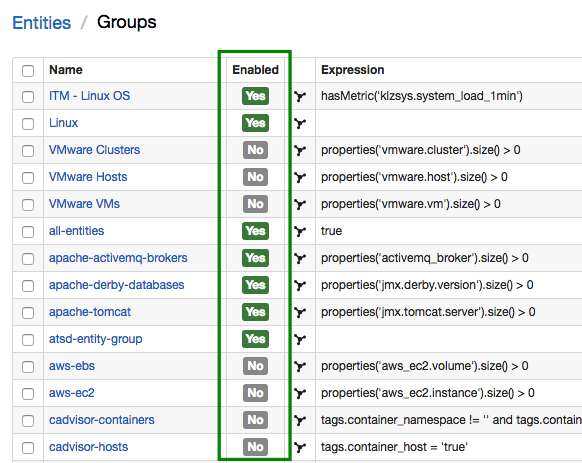 Entities / Groups
Name Enabled Expression
ITM - Linux OS Yes hasMetric('klzsys.system_load_1min')
Linux Yes
VMware Clusters No properties('vmware.cluster').size() > 0
VMware Hosts No properties('vmware.host').size() > 0
VMware VMs No properties('vmware.vm').size() > 0
all-entities Yes true
apache-activemq-brokers Yes properties('activemq_broker').size() > 0
apache-derby-databases Yes properties('jmx.derby.version').size() > 0
apache-tomcat Yes properties('jmx.tomcat.server').size() > 0
atsd-entity-group Yes
aws-ebs No properties('aws_ec2.volume').size() > 0
aws-ec2 No properties('aws_ec2.instance').size() > 0
cadvisor-containers No tags.container_namespace != '' and tags.contain
cadvisor-hosts No tags.container_host = 'true'